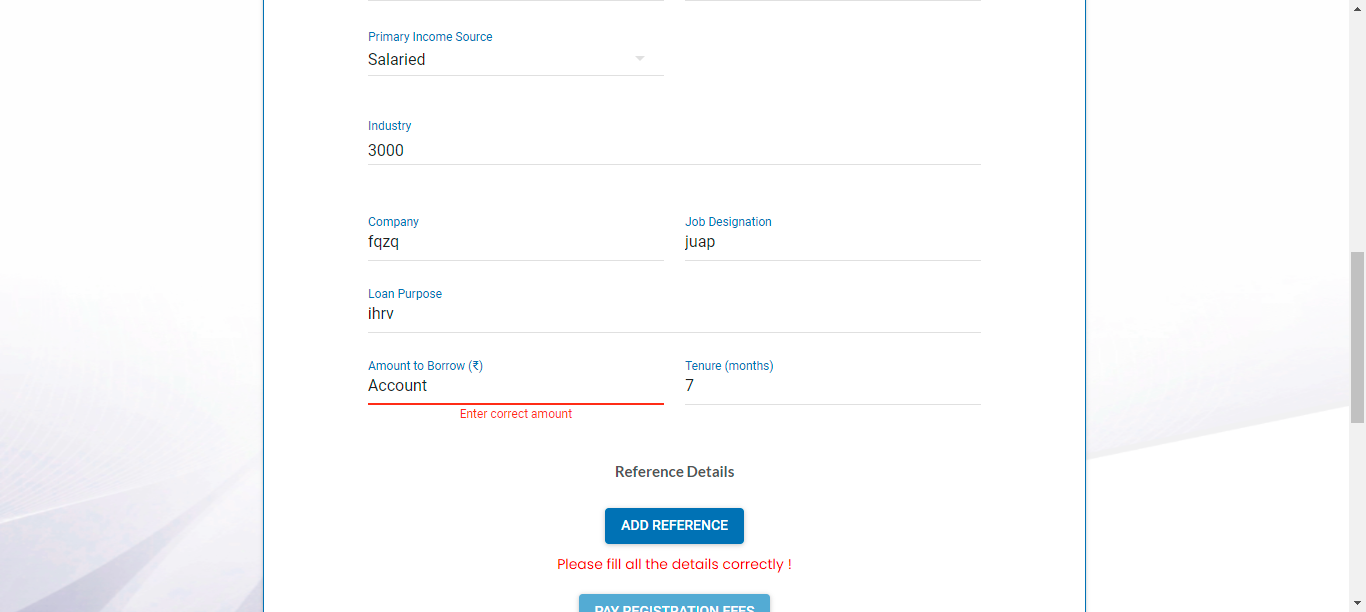 Primary Income Source
Salaried
Industry
3000
Company
Job Designation
fqzq
juap
Loan Purpose
ihrv
Amount to Borrow (₹)
Tenure (months)
Account
7
Enter correct amount
Reference Details
ADD REFERENCE
Please fill all the details correctly !
PAY REGISTRATION FEES